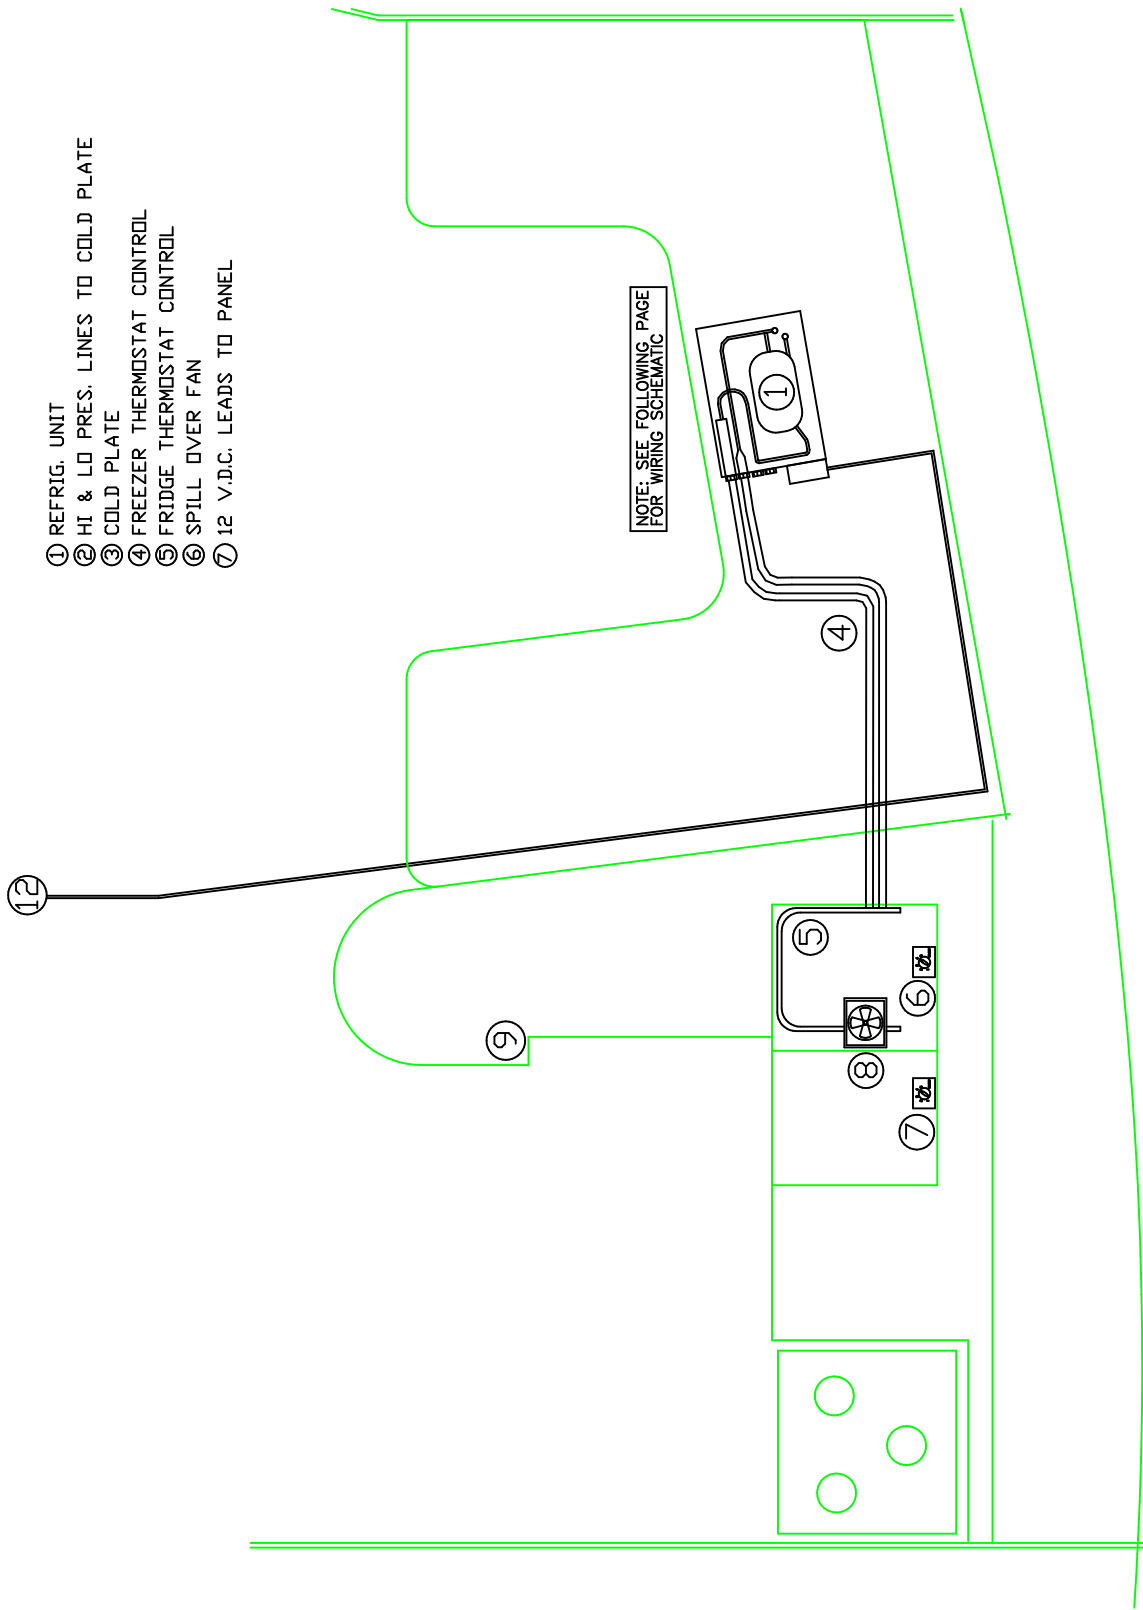 ① REFRIG. UNIT
② HI & LO PRES. LINES TO COLD PLATE
③ COLD PLATE
④ FREEZER THERMOSTAT CONTROL
⑤ FRIDGE THERMOSTAT CONTROL
⑥ SPILL OVER FAN
⑦ 12 V.D.C. LEADS TO PANEL
NOTE: SEE FOLLOWING PAGE
FOR WIRING SCHEMATIC
1
4
12
5
6
9
8
7